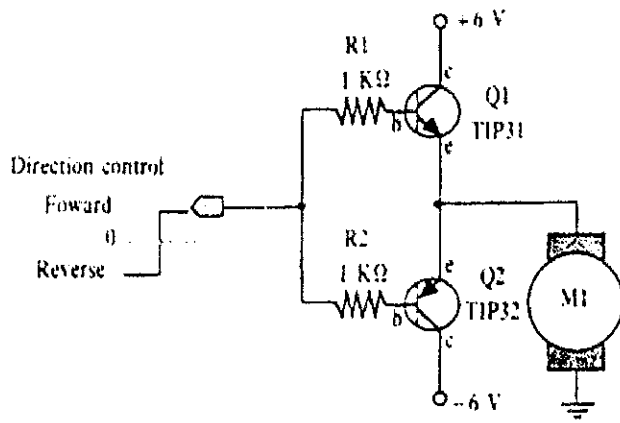 +6 V
R1
1 KΩ
c
Q1
b
TIP31
e
Direction control
Foward
0
Reverse
R2
1 KΩ
e
Q2
b
TIP32
c
M1
-6 V